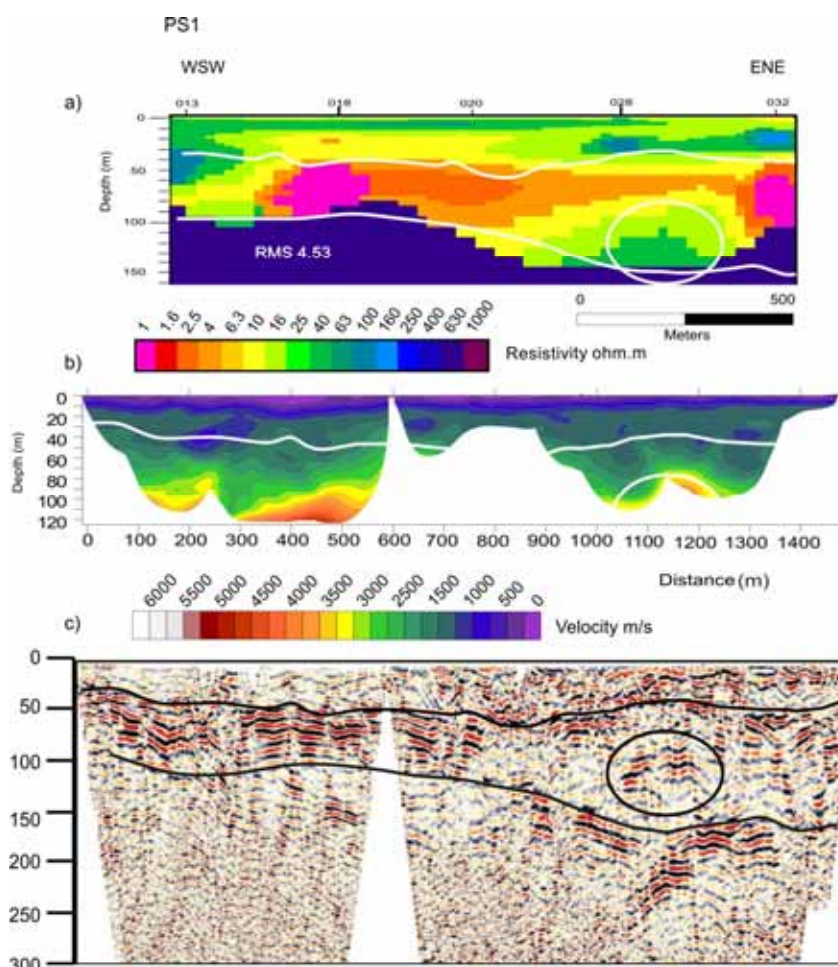 PS1
WSW ENE
a)
013 018 020 028 032
Depth (m)
0
50
100
150
RMS 4.53
0 500
Meters
1 1.6 2.5 4 6.3 10 16 25 40 63 100 160 250 400 630 1000
Resistivity ohm.m
b)
Depth (m)
0
20
40
60
80
100
120
0 100 200 300 400 500 600 700 800 900 1000 1100 1200 1300 1400
Distance (m)
6000 5500 5000 4500 4000 3500 3000 2500 2000 1500 1000 500 0
Velocity m/s
c)
0
50
100
150
200
250
300